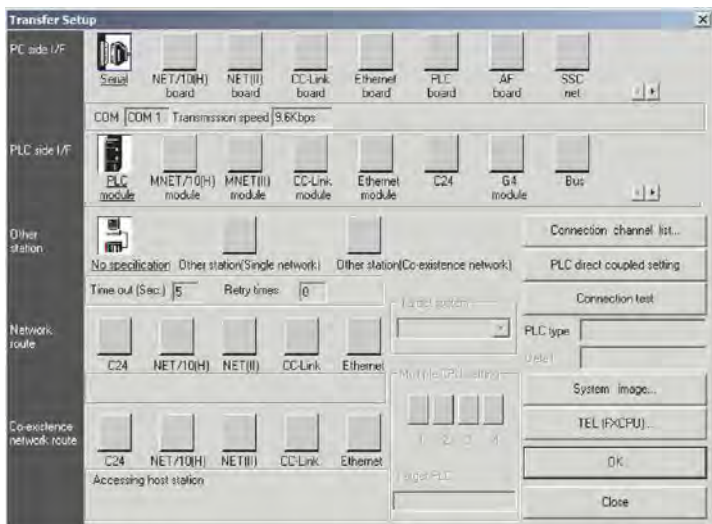 Transfer Setup
PC side I/F
Serial
NET/10(H) board
NET(II) board
CC-Link board
Ethernet board
PLC board
AF board
SSC net
COM COM 1 Transmission speed 9.6Kbps
PLC side I/F
PLC module
MNET/10(H) module
MNET(II) module
CC-Link module
Ethernet module
C24
G4 module
Bus
Other station
No specification
Other station(Single network)
Other station(Co-existence network)
Connection channel list...
PLC direct coupled setting
Time out (Sec.) 5 Retry times 0
Target system
Connection test
Network route
C24
NET/10(H)
NET(II)
CC-Link
Ethernet
PLC type
Detail
Multiple CPU setting
1 2 3 4
Target PLC
System image...
TEL (FXCPU)...
Co-existence network route
C24
NET/10(H)
NET(II)
CC-Link
Ethernet
Accessing host station
OK
Close